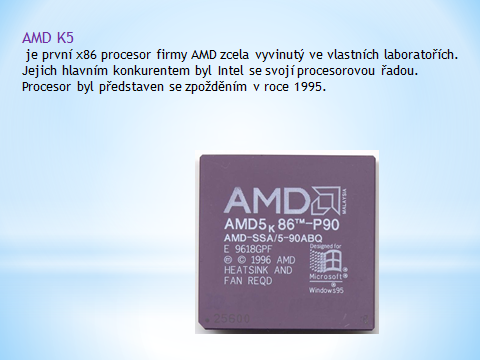 AMD K5
je první x86 procesor firmy AMD zcela vyvinutý ve vlastních laboratořích.
Jejich hlavním konkurentem byl Intel se svojí procesorovou řadou.
Procesor byl představen se zpožděním v roce 1995.
AMD
MALAYSIA
AMD5K86™-P90
AMD-SSA/5-90ABQ
E 9618GPF
® © 1996 AMD
HEATSINK AND
FAN REQD
Designed for
Microsoft®
Windows95